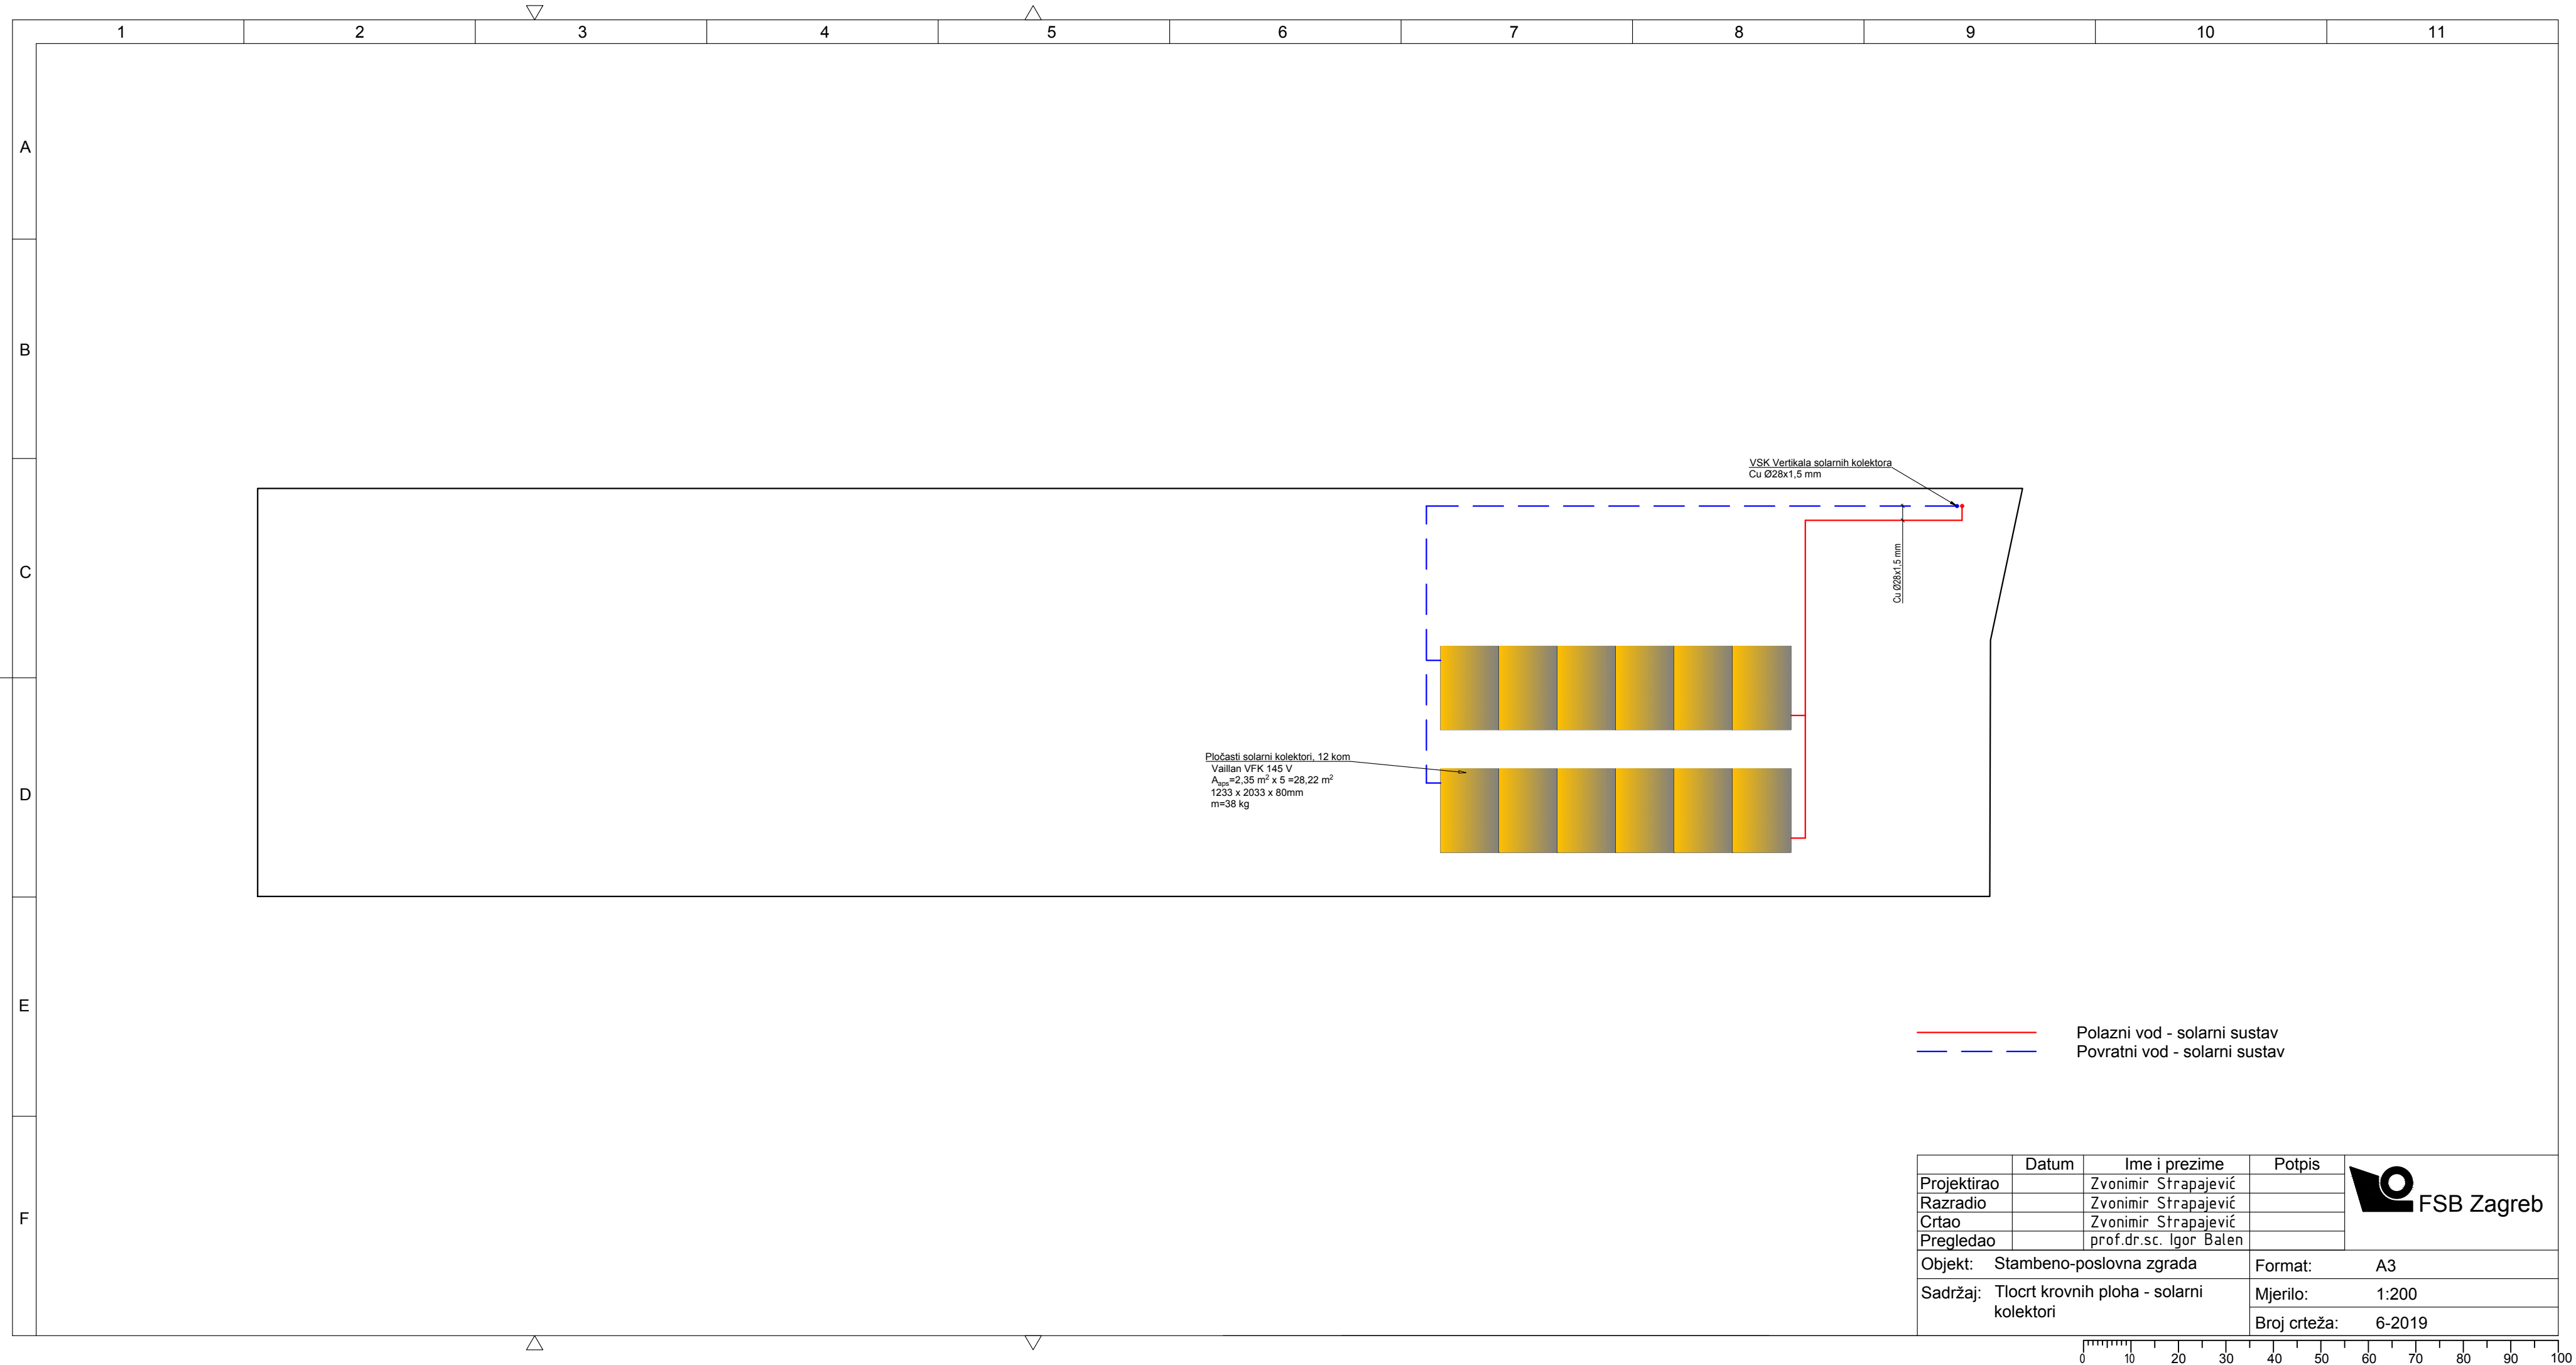 1 2 3 4 5 6 7 8 9 10 11
A
B
C
D
E
F
VSK Vertikala solarnih kolektora
Cu Ø28x1,5 mm
Cu Ø28x1,5 mm
Pločasti solarni kolektori, 12 kom
Vaillan VFK 145 V
Aaps=2,35 m² x 5 =28,22 m²
1233 x 2033 x 80mm
m=38 kg
Polazni vod - solarni sustav
Povratni vod - solarni sustav
Datum Ime i prezime Potpis
Projektirao Zvonimir Strapajević
Razradio Zvonimir Strapajević
Crtao Zvonimir Strapajević
Pregledao prof.dr.sc. Igor Balen
FSB Zagreb
Objekt: Stambeno-poslovna zgrada
Format: A3
Sadržaj: Tlocrt krovnih ploha - solarni
kolektori
Mjerilo: 1:200
Broj crteža: 6-2019
0 10 20 30 40 50 60 70 80 90 100